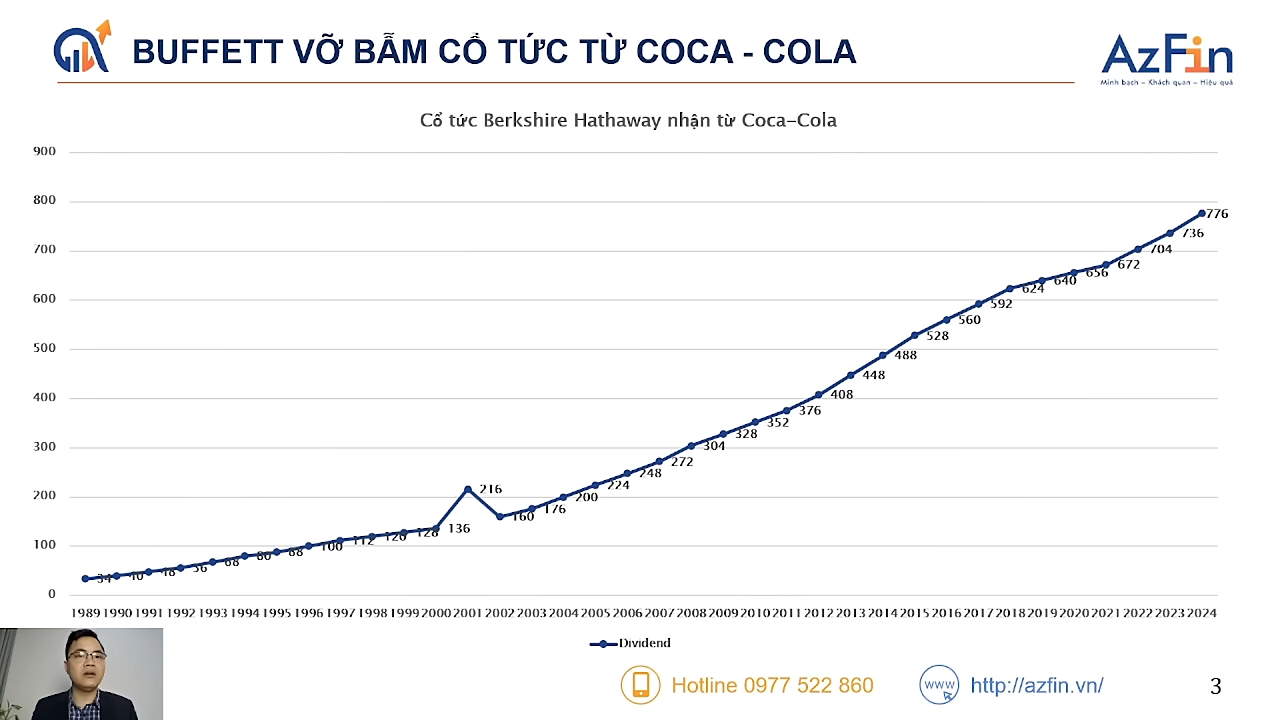 BUFFETT VỠ BẪM CỔ TỨC TỪ COCA - COLA
AzFin
Minh bạch – Khách quan – Hiệu quả
Cổ tức Berkshire Hathaway nhận từ Coca-Cola
900
800
700
600
500
400
300
200
100
0
34 40 48 56 68 80 88 100 112 120 128 136 216 160 176 200 224 248 272 304 328 352 376 408 448 488 528 560 592 624 640 656 672 704 736 776
1989 1990 1991 1992 1993 1994 1995 1996 1997 1998 1999 2000 2001 2002 2003 2004 2005 2006 2007 2008 2009 2010 2011 2012 2013 2014 2015 2016 2017 2018 2019 2020 2021 2022 2023 2024
Dividend
Hotline 0977 522 860
www
http://azfin.vn/
3